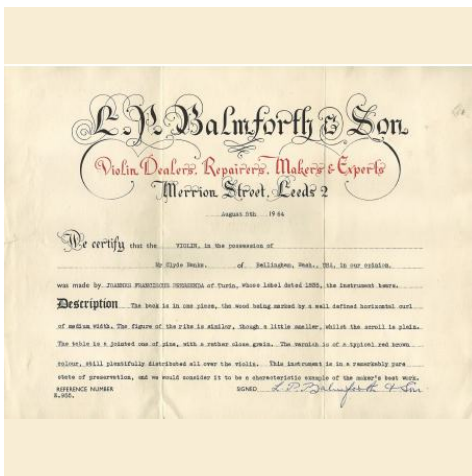 L.P. Balmforth & Son
Violin Dealers, Repairers, Makers & Experts
Merrion Street, Leeds 2
August 8th 1964
We certify that the VIOLIN, in the possession of
Mr Clyde Banks, of Bellingham, Wash., USA, in our opinion,
was made by JOANNES FRANCISCUS PRESSENDA of Turin, whose label dated the instrument bears.
Description The back is in one piece, the wood being marked by a well defined horizontal curl
of medium width. The figure of the ribs is similar, though a little smaller, whilst the scroll is plain.
The table is a jointed one of pine, with a rather close grain. The varnish is of a typical red brown
colour, still plentifully distributed all over the violin. This instrument is in a remarkably pure
state of preservation, and we would consider it to be a characteristic example of the maker's best work.
REFERENCE NUMBER SIGNED L.P. Balmforth & Son